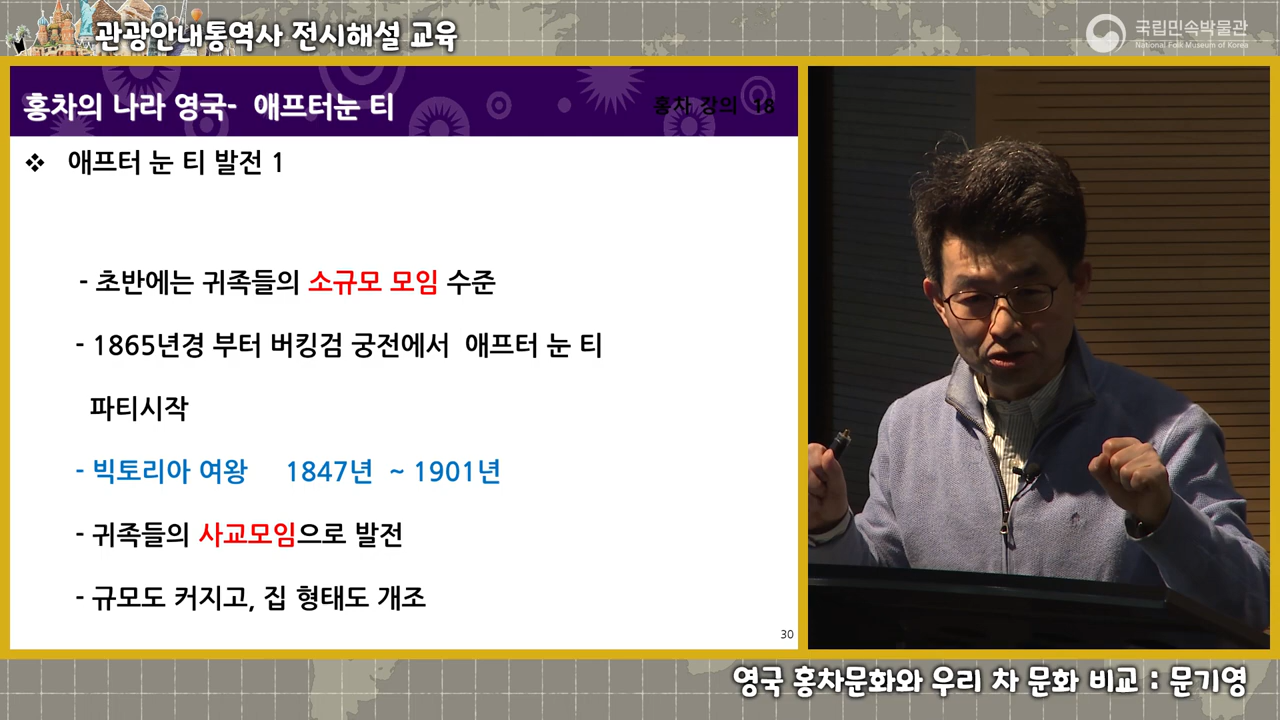 관광안내통역사 전시해설 교육
국립민속박물관
National Folk Museum of Korea
홍차의 나라 영국- 애프터눈 티
홍차 강의 18
❖ 애프터 눈 티 발전 1
- 초반에는 귀족들의 소규모 모임 수준
- 1865년경 부터 버킹검 궁전에서 애프터 눈 티
파티시작
- 빅토리아 여왕 1847년 ~ 1901년
- 귀족들의 사교모임으로 발전
- 규모도 커지고, 집 형태도 개조
30
영국 홍차문화와 우리 차 문화 비교 : 문기영